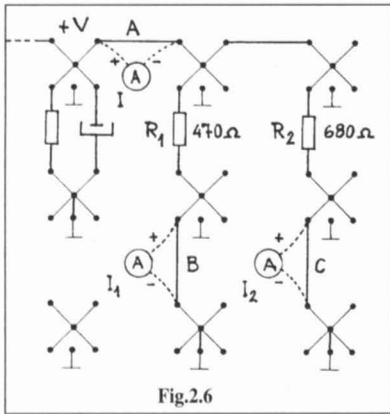 +V A
+ A -
I
R1 470Ω R2 680Ω
+ +
A B A C
I1 - I2 -
Fig.2.6